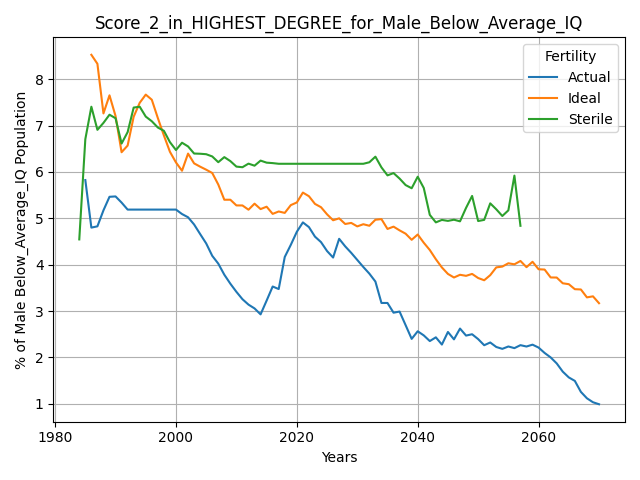 Score_2_in_HIGHEST_DEGREE_for_Male_Below_Average_IQ
% of Male Below_Average_IQ Population
8
7
6
5
4
3
2
1
Fertility
Actual
Ideal
Sterile
1980
2000
2020
2040
2060
Years